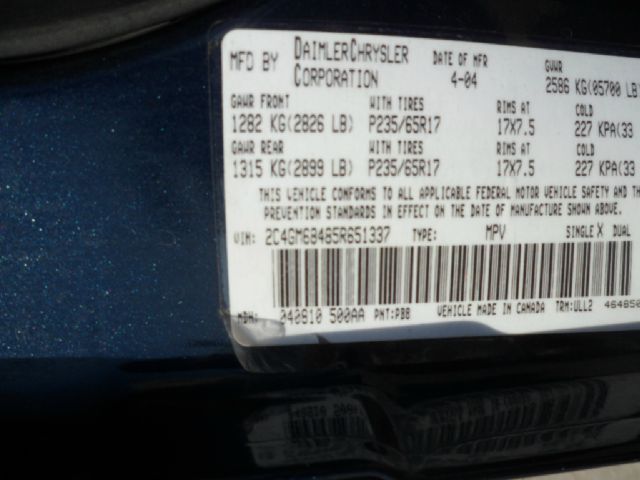 MFD BY DAIMLERCHRYSLER CORPORATION DATE OF MFR 4-04 GVWR 2586 KG(05700 LB)
GAWR FRONT WITH TIRES RIMS AT COLD
1282 KG(2826 LB) P235/65R17 17X7.5 227 KPA(33
GAWR REAR WITH TIRES RIMS AT COLD
1315 KG(2899 LB) P235/65R17 17X7.5 227 KPA(33
THIS VEHICLE CONFORMS TO ALL APPLICABLE FEDERAL MOTOR VEHICLE SAFETY AND THE
PREVENTION STANDARDS IN EFFECT ON THE DATE OF MANUFACTURE SHOWN ABOVE.
VIN: 2C4GM68485R651337 TYPE: MPV SINGLE X DUAL
MDH: 040810 500AA PNT:PBB VEHICLE MADE IN CANADA TRM:ULL2 464850